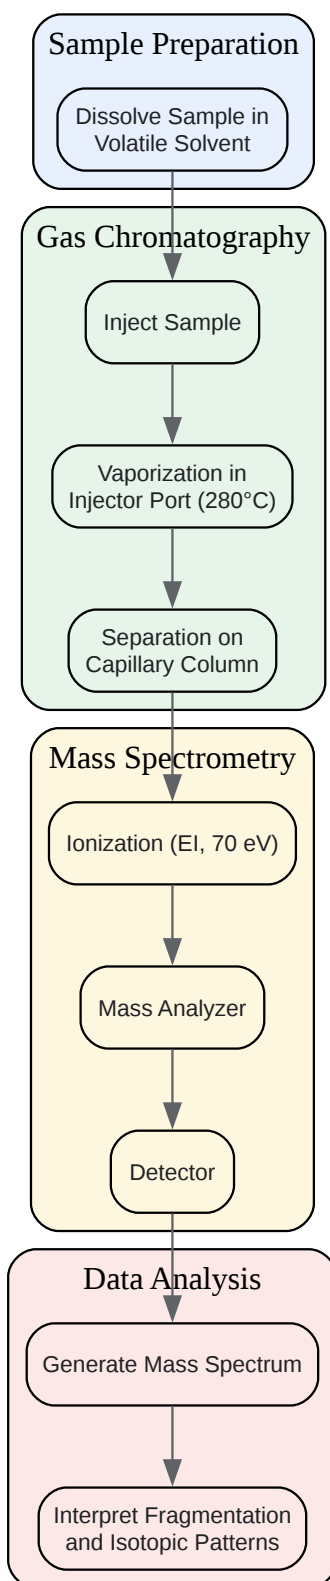 Sample Preparation
Dissolve Sample in
Volatile Solvent
Gas Chromatography
Inject Sample
Vaporization in
Injector Port (280°C)
Separation on
Capillary Column
Mass Spectrometry
Ionization (EI, 70 eV)
Mass Analyzer
Detector
Data Analysis
Generate Mass Spectrum
Interpret Fragmentation
and Isotopic Patterns